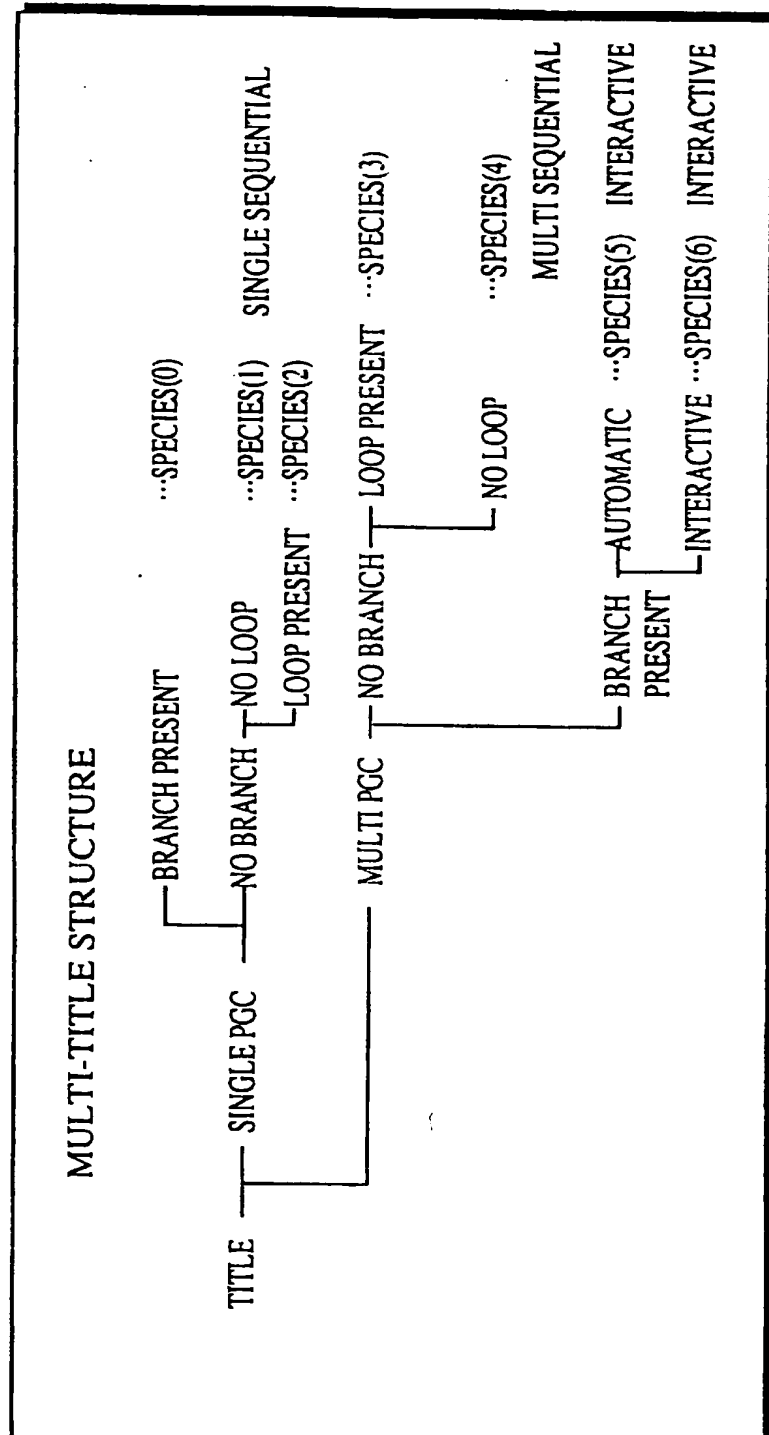 MULTI-TITLE STRUCTURE
BRANCH PRESENT ...SPECIES(0)
TITLE SINGLE PGC NO BRANCH NO LOOP ...SPECIES(1) SINGLE SEQUENTIAL
LOOP PRESENT ...SPECIES(2)
MULTI PGC NO BRANCH LOOP PRESENT ...SPECIES(3)
NO LOOP ...SPECIES(4)
MULTI SEQUENTIAL
BRANCH AUTOMATIC ...SPECIES(5) INTERACTIVE
PRESENT
INTERACTIVE ...SPECIES(6) INTERACTIVE